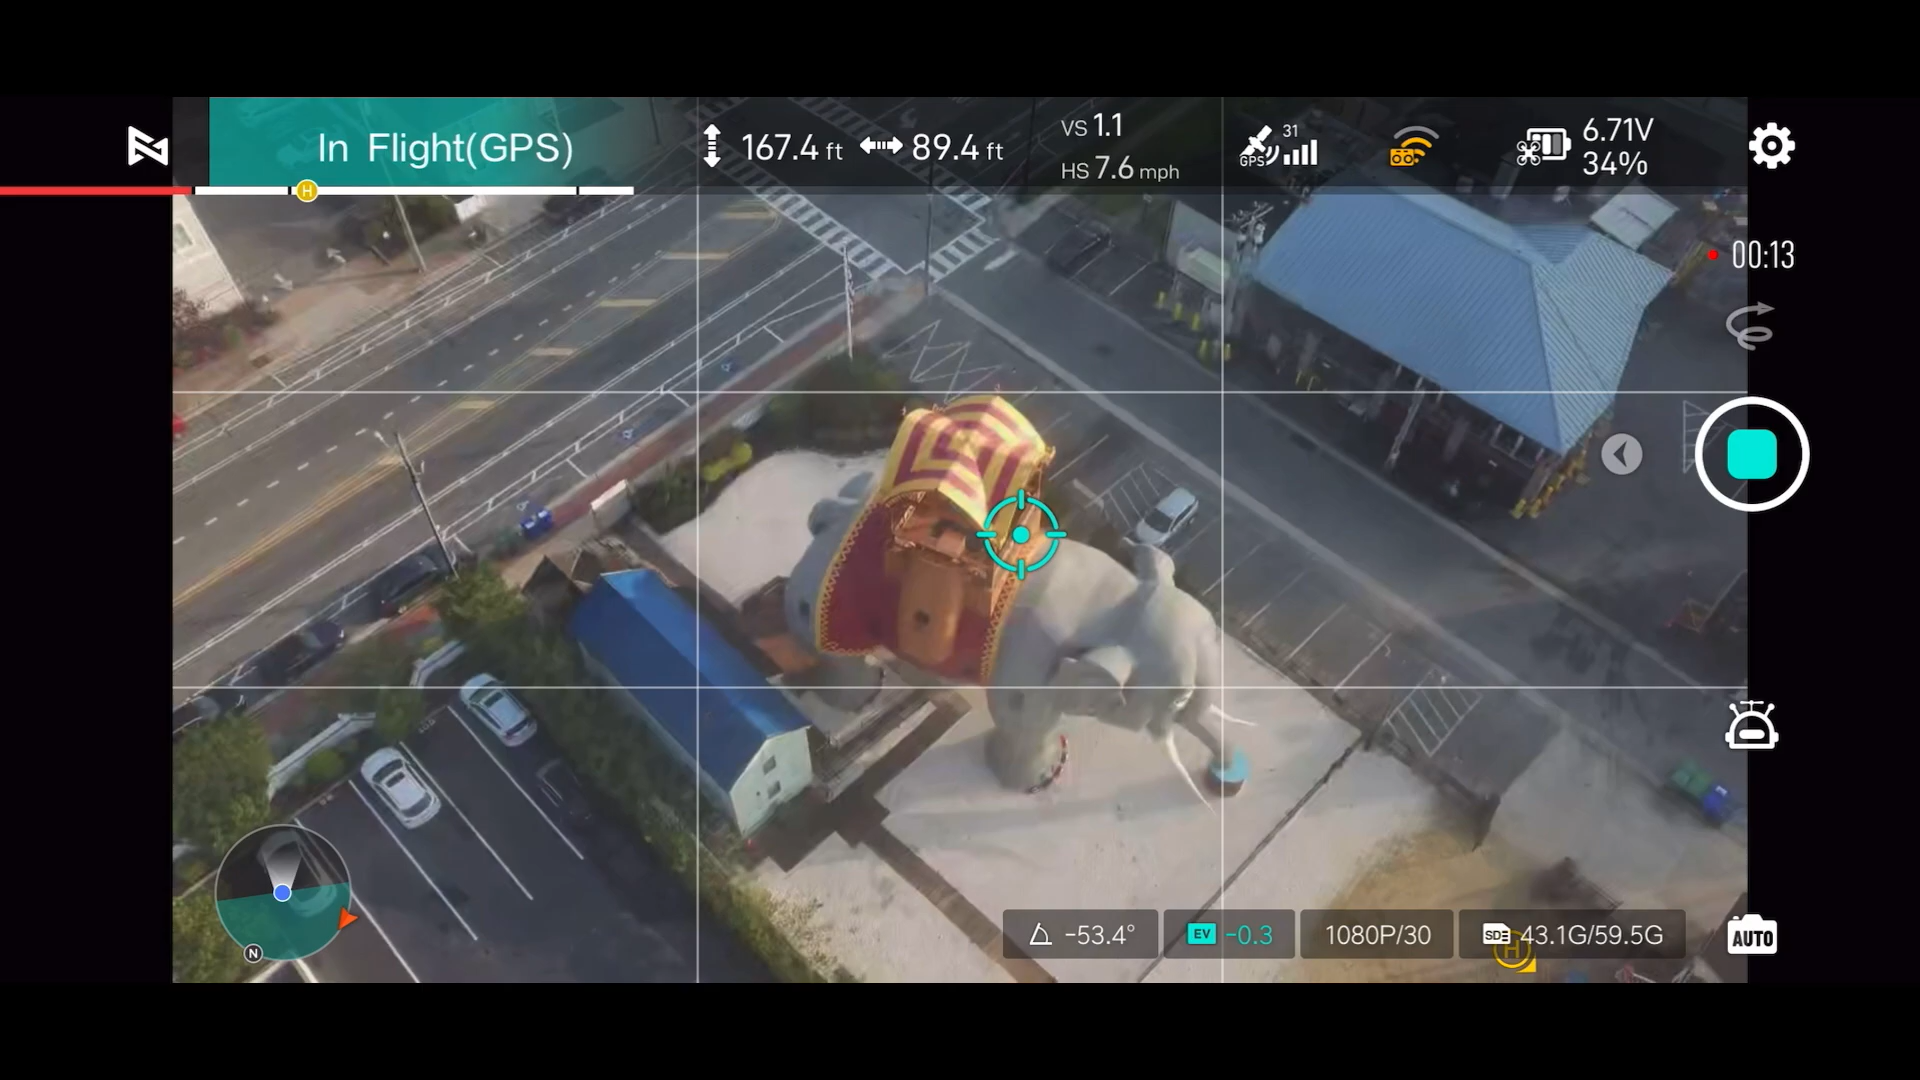 In Flight(GPS)
167.4 ft
89.4 ft
VS 1.1
HS 7.6 mph
GPS
31
6.71V
34%
H
00:13
N
-53.4°
EV -0.3
1080P/30
SD 43.1G/59.5G
H
AUTO